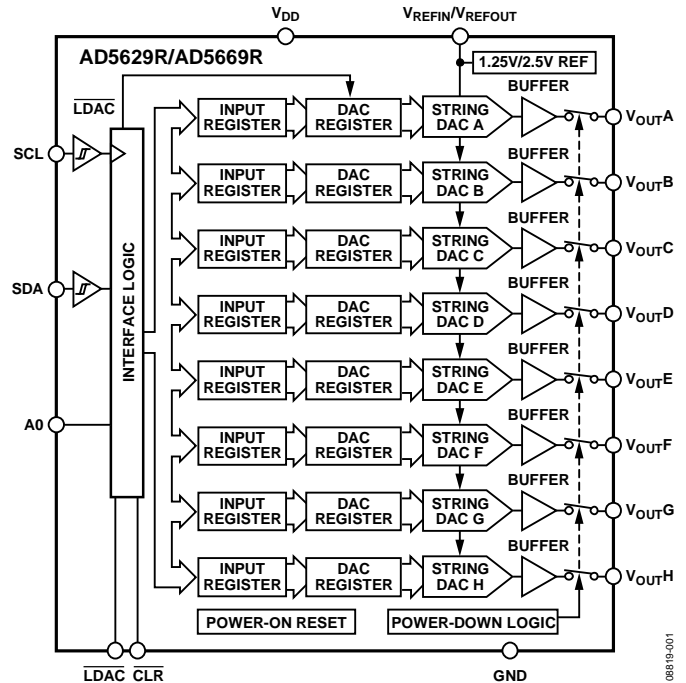 VDD
VREFIN/VREFOUT
AD5629R/AD5669R
1.25V/2.5V REF
LDAC
BUFFER
INPUT REGISTER
DAC REGISTER
STRING DAC A
VOUTA
SCL
BUFFER
INPUT REGISTER
DAC REGISTER
STRING DAC B
VOUTB
BUFFER
INPUT REGISTER
DAC REGISTER
STRING DAC C
VOUTC
SDA
BUFFER
INPUT REGISTER
DAC REGISTER
STRING DAC D
VOUTD
INTERFACE LOGIC
BUFFER
INPUT REGISTER
DAC REGISTER
STRING DAC E
VOUTE
A0
BUFFER
INPUT REGISTER
DAC REGISTER
STRING DAC F
VOUTF
BUFFER
INPUT REGISTER
DAC REGISTER
STRING DAC G
VOUTG
BUFFER
INPUT REGISTER
DAC REGISTER
STRING DAC H
VOUTH
POWER-ON RESET
POWER-DOWN LOGIC
LDAC
CLR
GND
08819-001